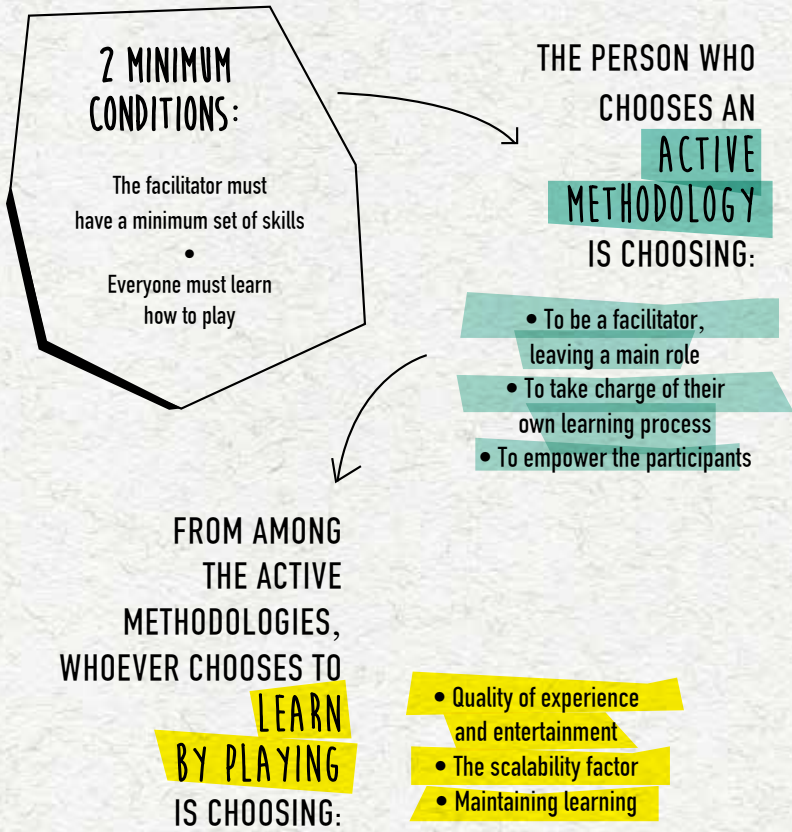 2 MINIMUM
CONDITIONS:
The facilitator must
have a minimum set of skills
•
Everyone must learn
how to play
THE PERSON WHO
CHOOSES AN
ACTIVE
METHODOLOGY
IS CHOOSING:
• To be a facilitator,
leaving a main role
• To take charge of their
own learning process
• To empower the participants
FROM AMONG
THE ACTIVE
METHODOLOGIES,
WHOEVER CHOOSES TO
LEARN
BY PLAYING
IS CHOOSING:
• Quality of experience
and entertainment
• The scalability factor
• Maintaining learning